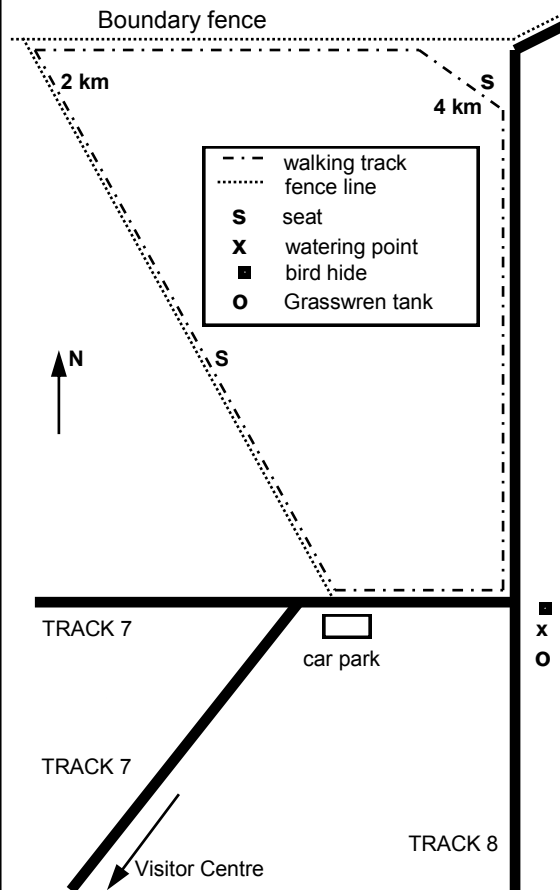 Boundary fence
2 km
S
4 km
walking track
fence line
S seat
x watering point
bird hide
O Grasswren tank
N
S
TRACK 7
car park
x
O
TRACK 7
TRACK 8
Visitor Centre